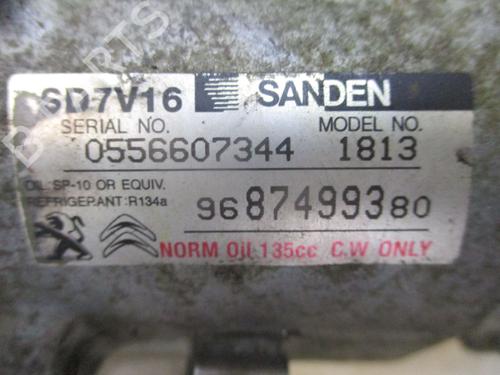 SD7V16 SANDEN
SERIAL NO. MODEL NO.
0556607344 1813
OIL:SP-10 OR EQUIV.
REFRIGERANT:R134a
9687499380
NORM Oil 135cc C.W ONLY